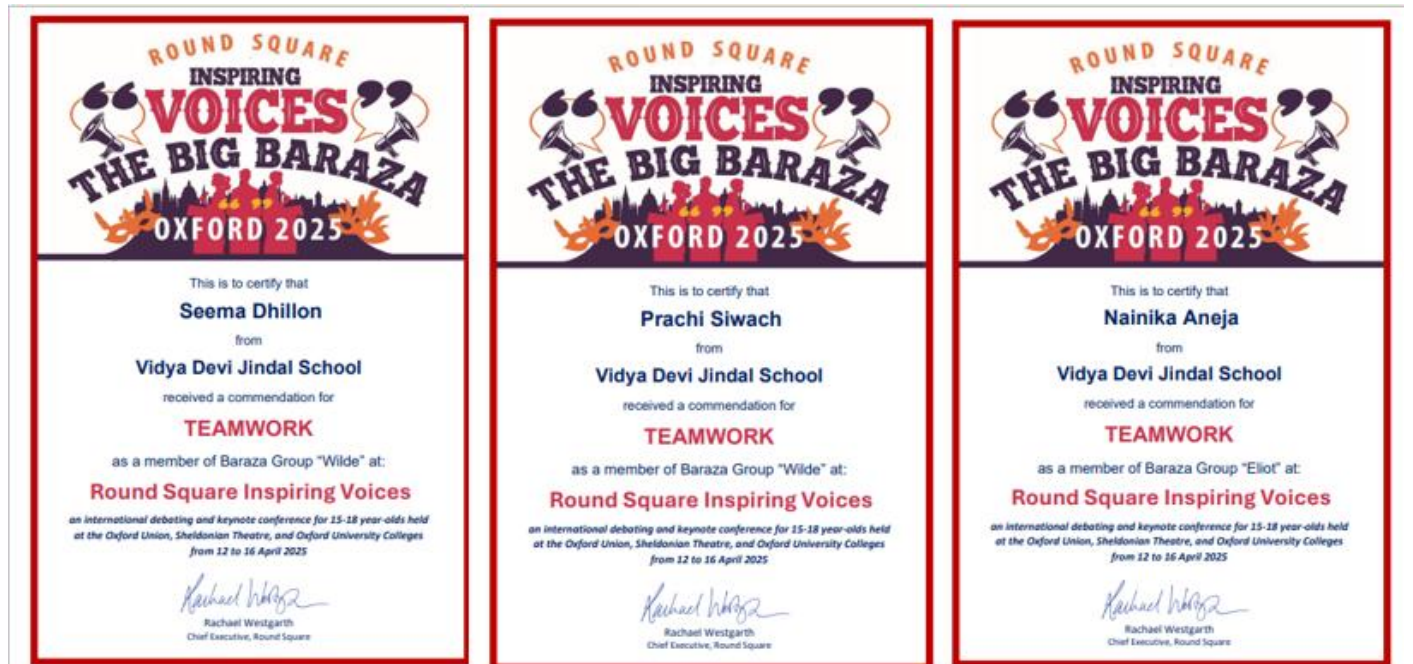 ROUND SQUARE
INSPIRING
VOICES
THE BIG BARAZA
OXFORD 2025
This is to certify that
Seema Dhillon
from
Vidya Devi Jindal School
received a commendation for
TEAMWORK
as a member of Baraza Group "Wilde" at:
Round Square Inspiring Voices
an international debating and keynote conference for 15-18 year-olds held
at the Oxford Union, Sheldonian Theatre, and Oxford University Colleges
from 12 to 16 April 2025
Rachael Westgarth
Chief Executive, Round Square
ROUND SQUARE
INSPIRING
VOICES
THE BIG BARAZA
OXFORD 2025
This is to certify that
Prachi Siwach
from
Vidya Devi Jindal School
received a commendation for
TEAMWORK
as a member of Baraza Group "Wilde" at:
Round Square Inspiring Voices
an international debating and keynote conference for 15-18 year-olds held
at the Oxford Union, Sheldonian Theatre, and Oxford University Colleges
from 12 to 16 April 2025
Rachael Westgarth
Chief Executive, Round Square
ROUND SQUARE
INSPIRING
VOICES
THE BIG BARAZA
OXFORD 2025
This is to certify that
Nainika Aneja
from
Vidya Devi Jindal School
received a commendation for
TEAMWORK
as a member of Baraza Group "Eliot" at:
Round Square Inspiring Voices
an international debating and keynote conference for 15-18 year-olds held
at the Oxford Union, Sheldonian Theatre, and Oxford University Colleges
from 12 to 16 April 2025
Rachael Westgarth
Chief Executive, Round Square